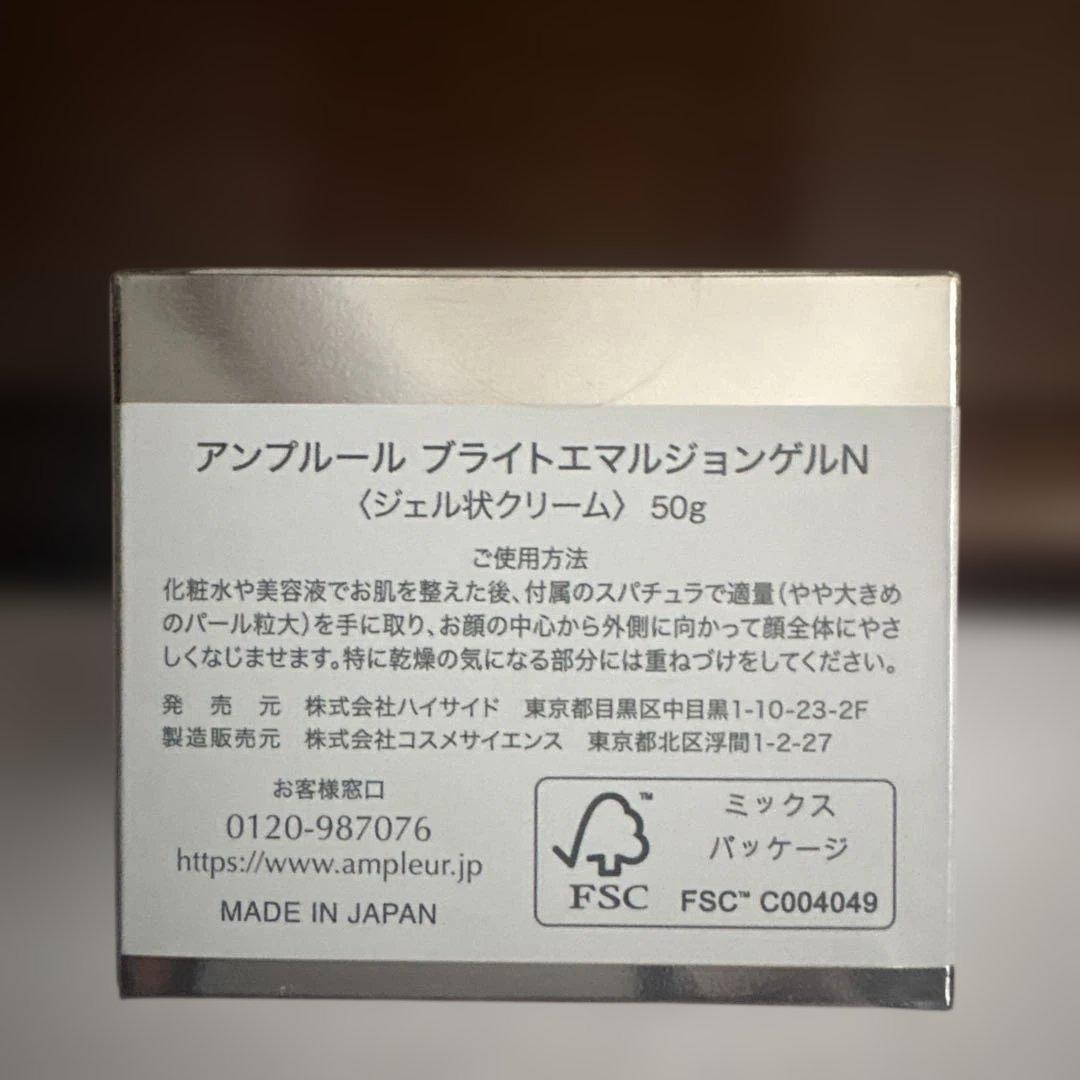 アンプルール ブライトエマルジョンゲルN
〈ジェル状クリーム〉 50g
ご使用方法
化粧水や美容液でお肌を整えた後、付属のスパチュラで適量(やや大きめ
のパール粒大)を手に取り、お顔の中心から外側に向かって顔全体にやさ
しくなじませます。特に乾燥の気になる部分には重ねづけをしてください。
発売元 株式会社ハイサイド 東京都目黒区中目黒1-10-23-2F
製造販売元 株式会社コスメサイエンス 東京都北区浮間1-2-27
お客様窓口
0120-987076
https://www.ampleur.jp
MADE IN JAPAN
™
FSC
ミックス
パッケージ
FSC™ C004049